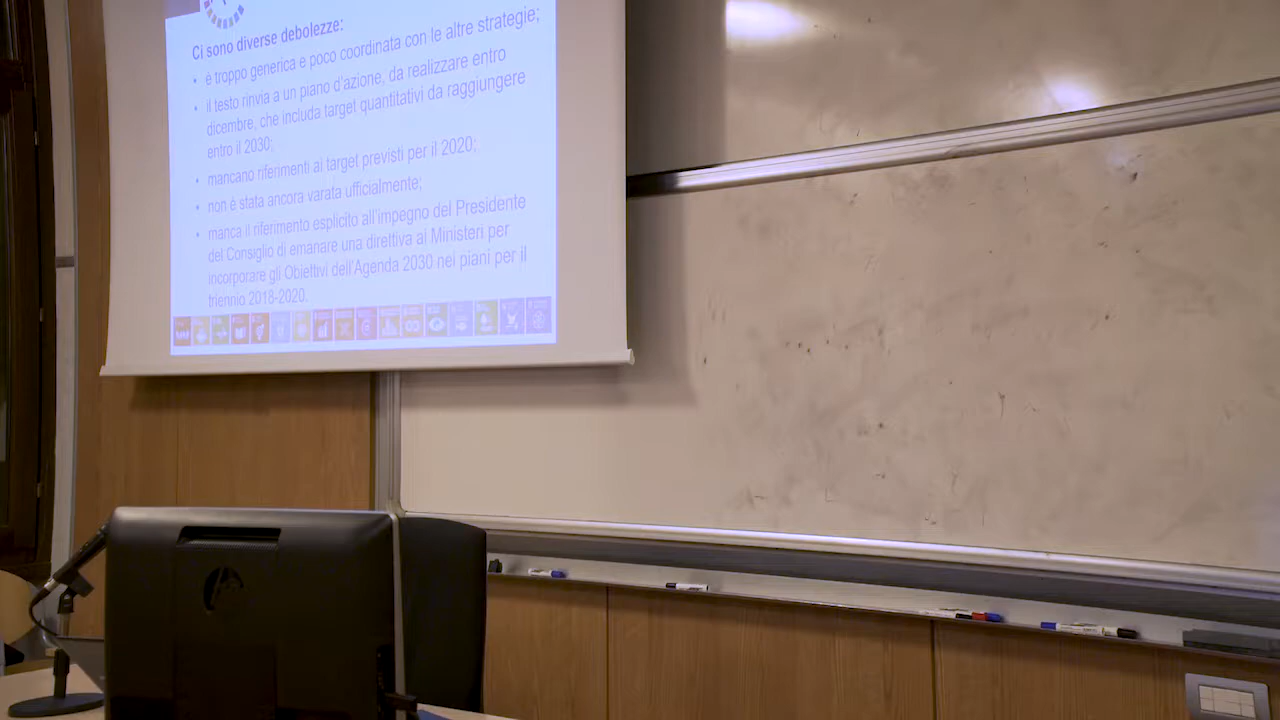 Ci sono diverse debolezze:
• è troppo generica e poco coordinata con le altre strategie;
• il testo rinvia a un piano d'azione, da realizzare entro
dicembre, che includa target quantitativi da raggiungere
entro il 2030;
• mancano riferimenti ai target previsti per il 2020;
• non è stata ancora varata ufficialmente;
• manca il riferimento esplicito all'impegno del Presidente
del Consiglio di emanare una direttiva ai Ministeri per
incorporare gli Obiettivi dell'Agenda 2030 nei piani per il
triennio 2018-2020.